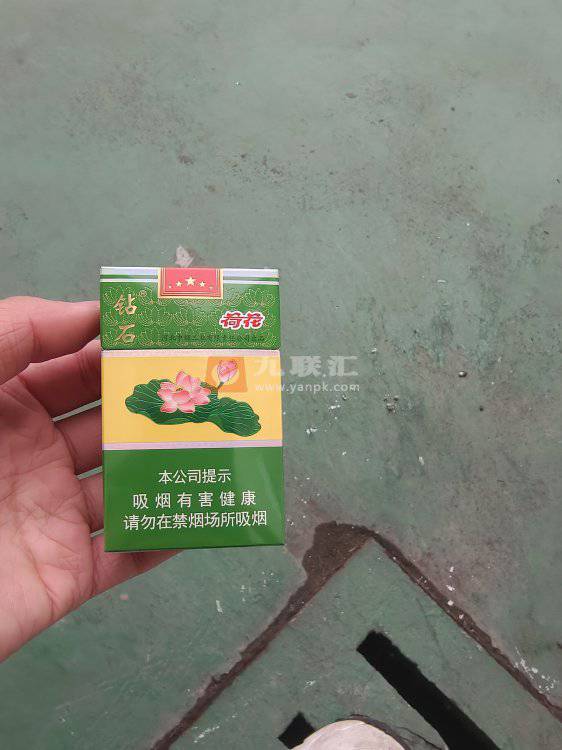 钻石
荷花
九联汇
www.yanpk.com
本公司提示
吸烟有害健康
请勿在禁烟场所吸烟